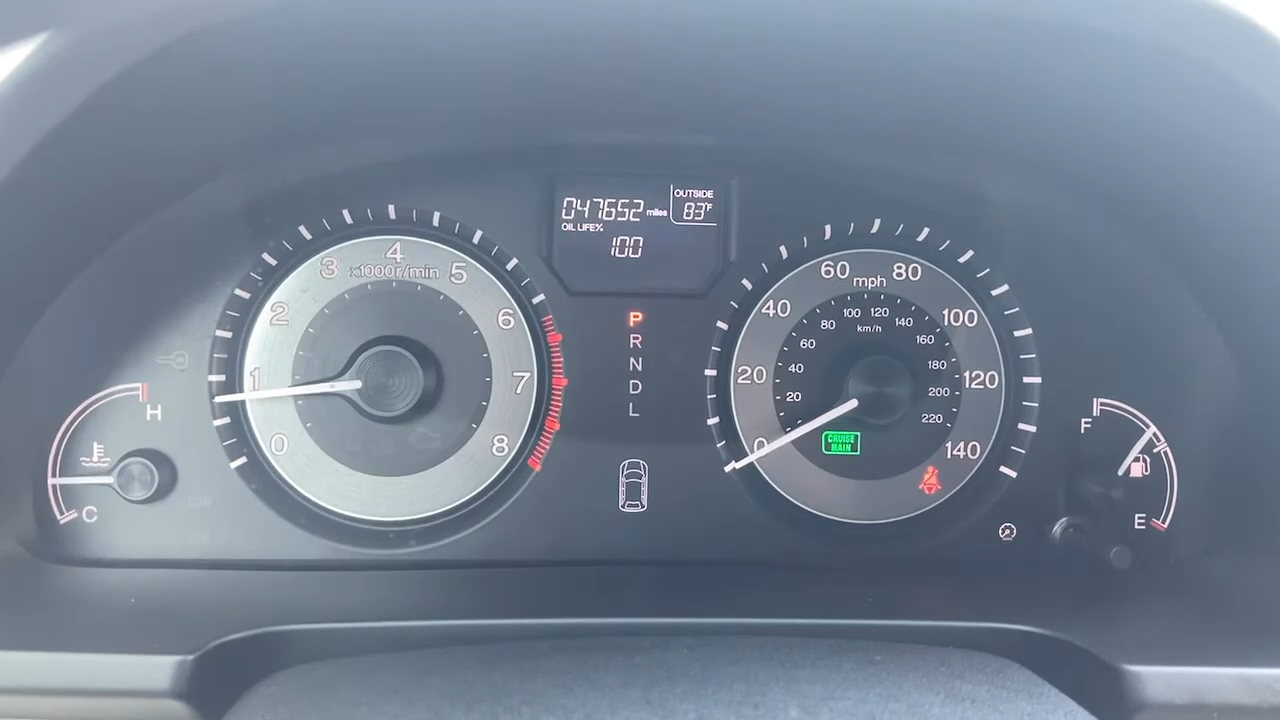 047652 miles
OUTSIDE
83°F
OIL LIFE%
100
0
1
2
3
4
5
6
7
8
x1000r/min
P
R
N
D
L
0
20
40
60
80
100
120
140
mph
20
40
60
80
100
120
140
160
180
200
220
km/h
CRUISE
MAIN
H
C
F
E